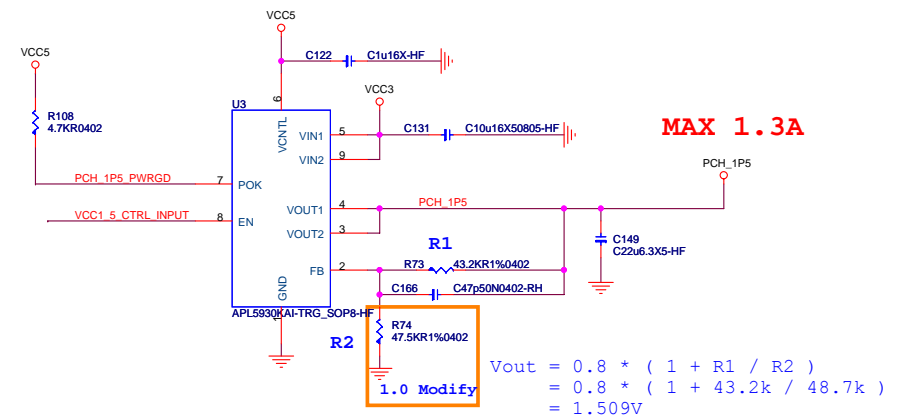 VCC5
VCC5
C122
C1u16X-HF
VCC3
R108
4.7KR0402
U3
6
VCNTL
VIN1
5
C131
C10u16X50805-HF
MAX 1.3A
VIN2
9
PCH_1P5
PCH_1P5_PWRGD
7
POK
VCC1_5_CTRL_INPUT
8
EN
VOUT1
4
PCH_1P5
VOUT2
3
C149
C22u6.3X5-HF
R1
FB
2
R73
43.2KR1%0402
C166
C47p50N0402-RH
GND
1
APL5930KAI-TRG_SOP8-HF
R2
R74
47.5KR1%0402
1.0 Modify
Vout = 0.8 * ( 1 + R1 / R2 )
= 0.8 * ( 1 + 43.2k / 48.7k )
= 1.509V